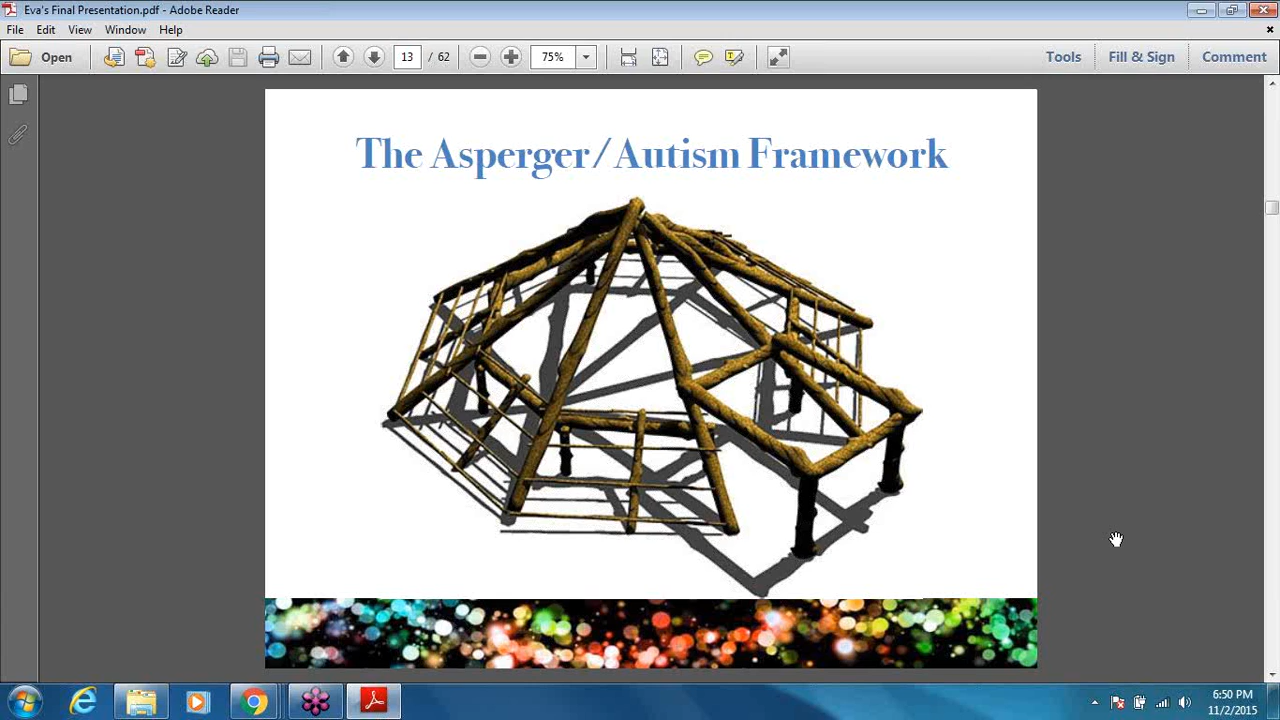 Eva's Final Presentation.pdf - Adobe Reader
File Edit View Window Help
Open 13 / 62 75% Tools Fill & Sign Comment
The Asperger/Autism Framework
6:50 PM
11/2/2015